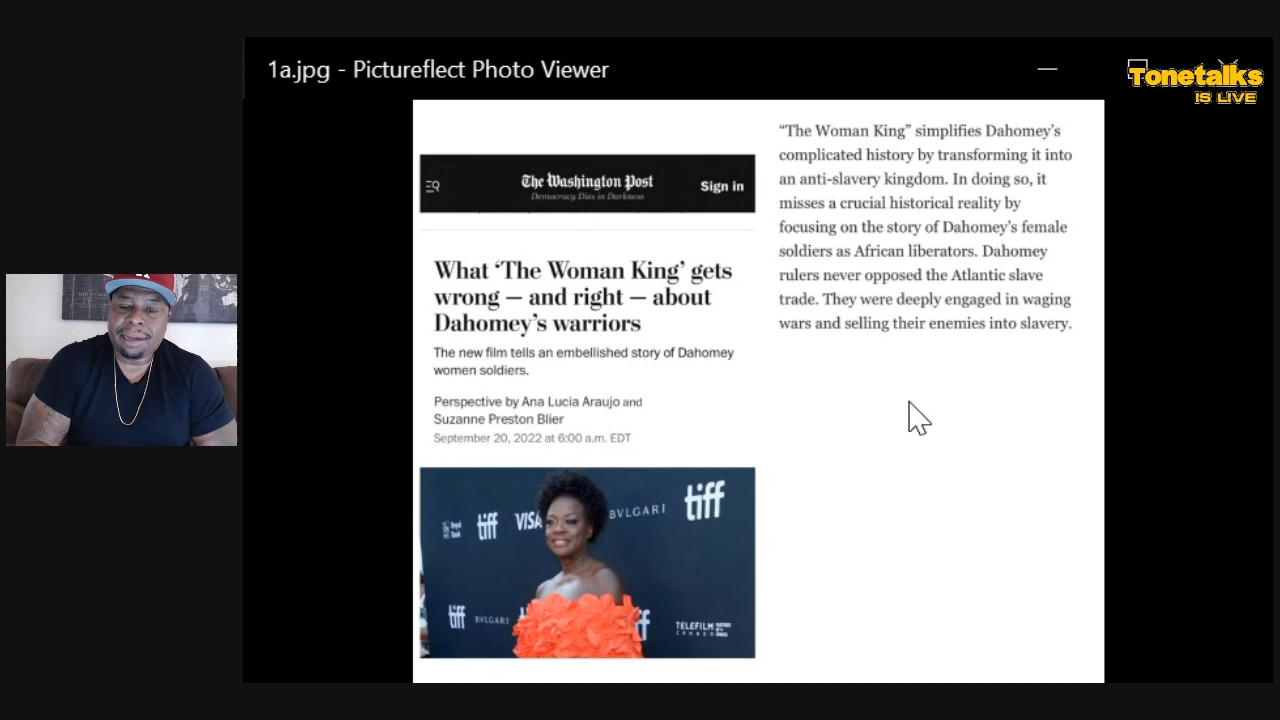 1a.jpg - Pictureflect Photo Viewer
Tonetalks
IS LIVE
The Washington Post
Democracy Dies in Darkness
Sign in
What ‘The Woman King’ gets
wrong — and right — about
Dahomey’s warriors
The new film tells an embellished story of Dahomey
women soldiers.
Perspective by Ana Lucia Araujo and
Suzanne Preston Blier
September 20, 2022 at 6:00 a.m. EDT
tiff
VISA
BVLGARI
tiff
tiff
BVLGARI
TELEFILM
“The Woman King” simplifies Dahomey’s
complicated history by transforming it into
an anti-slavery kingdom. In doing so, it
misses a crucial historical reality by
focusing on the story of Dahomey’s female
soldiers as African liberators. Dahomey
rulers never opposed the Atlantic slave
trade. They were deeply engaged in waging
wars and selling their enemies into slavery.